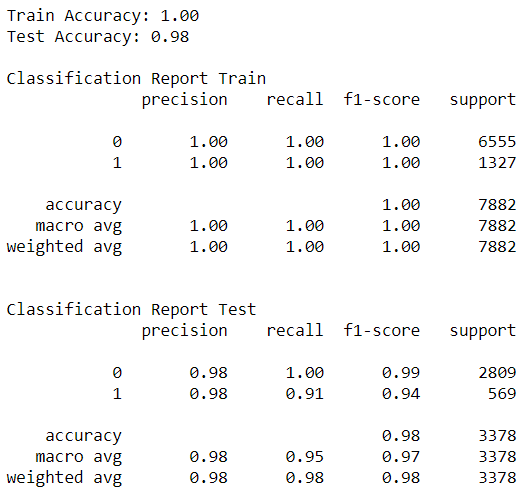 Train Accuracy: 1.00
Test Accuracy: 0.98
Classification Report Train
precision recall f1-score support
0 1.00 1.00 1.00 6555
1 1.00 1.00 1.00 1327
accuracy 1.00 7882
macro avg 1.00 1.00 1.00 7882
weighted avg 1.00 1.00 1.00 7882
Classification Report Test
precision recall f1-score support
0 0.98 1.00 0.99 2809
1 0.98 0.91 0.94 569
accuracy 0.98 3378
macro avg 0.98 0.95 0.97 3378
weighted avg 0.98 0.98 0.98 3378